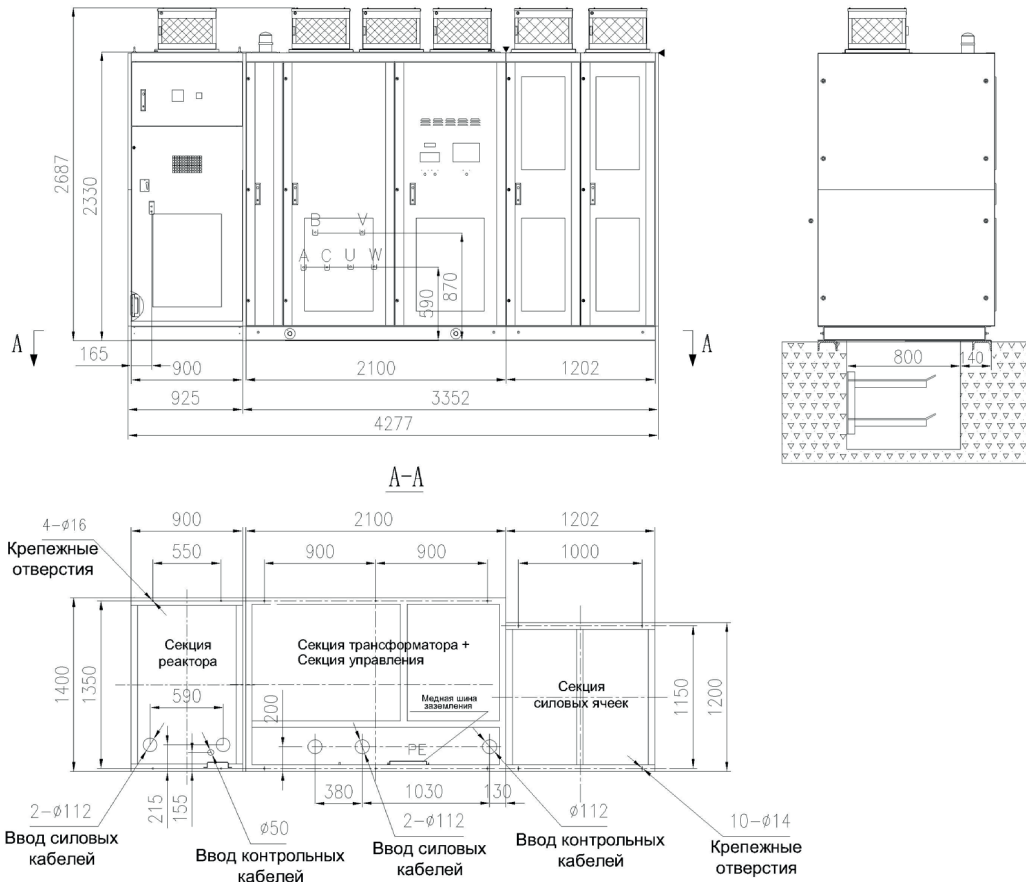 2687
2330
B
V
A
C
U
W
590
870
A
A
165
900
2100
1202
925
3352
4277
800
140
A-A
4-ø16
Крепежные
отверстия
900
2100
1202
550
900
900
1000
Секция
реактора
Секция трансформатора +
Секция управления
Секция
силовых ячеек
1400
1350
590
200
Медная шина
заземления
PE
1150
1200
215
155
380
1030
130
2-ø112
Ввод силовых
кабелей
ø50
Ввод контрольных
кабелей
2-ø112
Ввод силовых
кабелей
ø112
Ввод контрольных
кабелей
10-ø14
Крепежные
отверстия